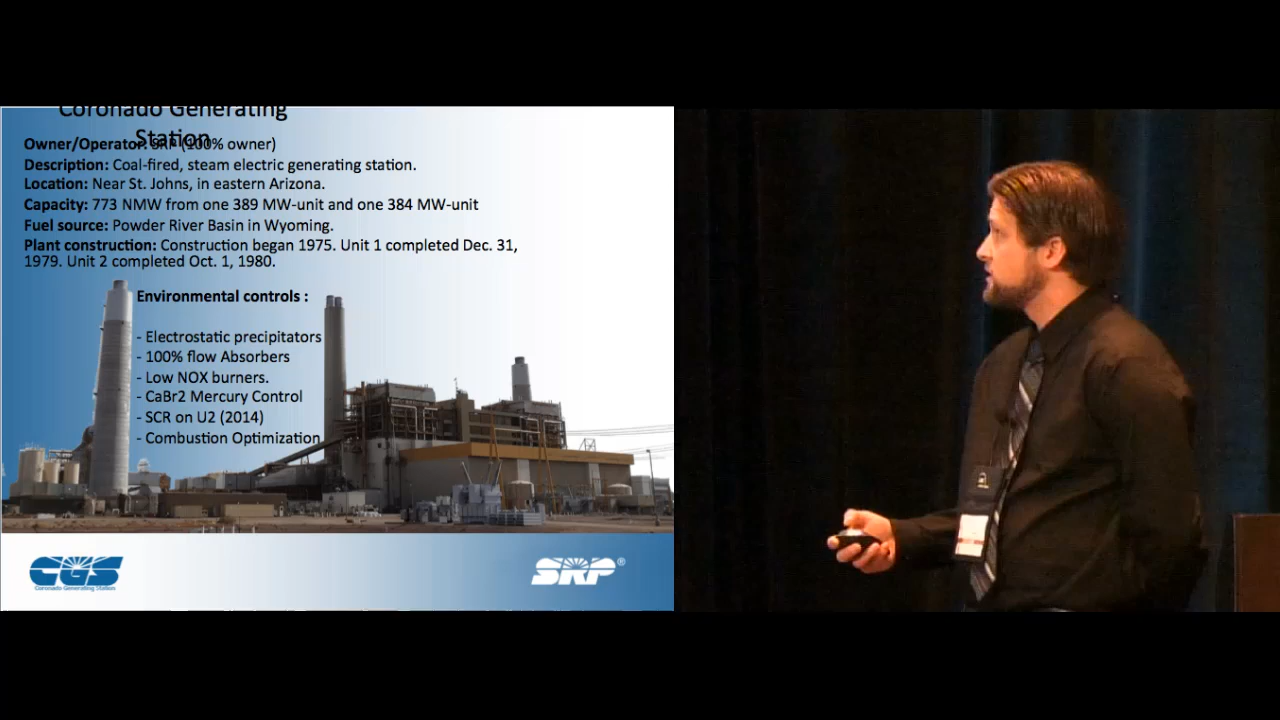 Coronado Generating
Station
Owner/Operator: SRP (100% owner)
Description: Coal-fired, steam electric generating station.
Location: Near St. Johns, in eastern Arizona.
Capacity: 773 NMW from one 389 MW-unit and one 384 MW-unit
Fuel source: Powder River Basin in Wyoming.
Plant construction: Construction began 1975. Unit 1 completed Dec. 31,
1979. Unit 2 completed Oct. 1, 1980.
Environmental controls :
- Electrostatic precipitators
- 100% flow Absorbers
- Low NOX burners.
- CaBr2 Mercury Control
- SCR on U2 (2014)
- Combustion Optimization
CGS
Coronado Generating Station
SRP®